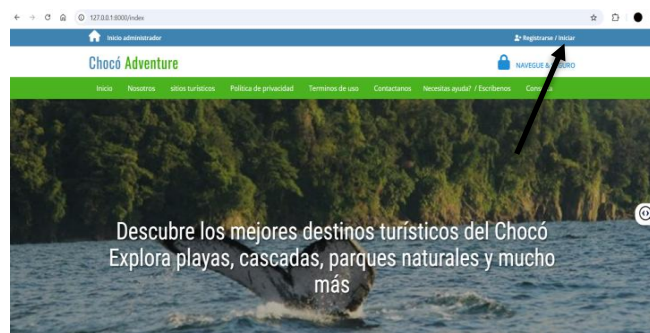 127.0.0.1:8000/index
Inicio administrador
Registrarse / Iniciar
Chocó Adventure
NAVEGUE &
Inicio Nosotros sitios turísticos Política de privacidad Terminos de uso Contactanos Necesitas ayuda? / Escribenos
Descubre los mejores destinos turísticos del Chocó
Explora playas, cascadas, parques naturales y mucho
más